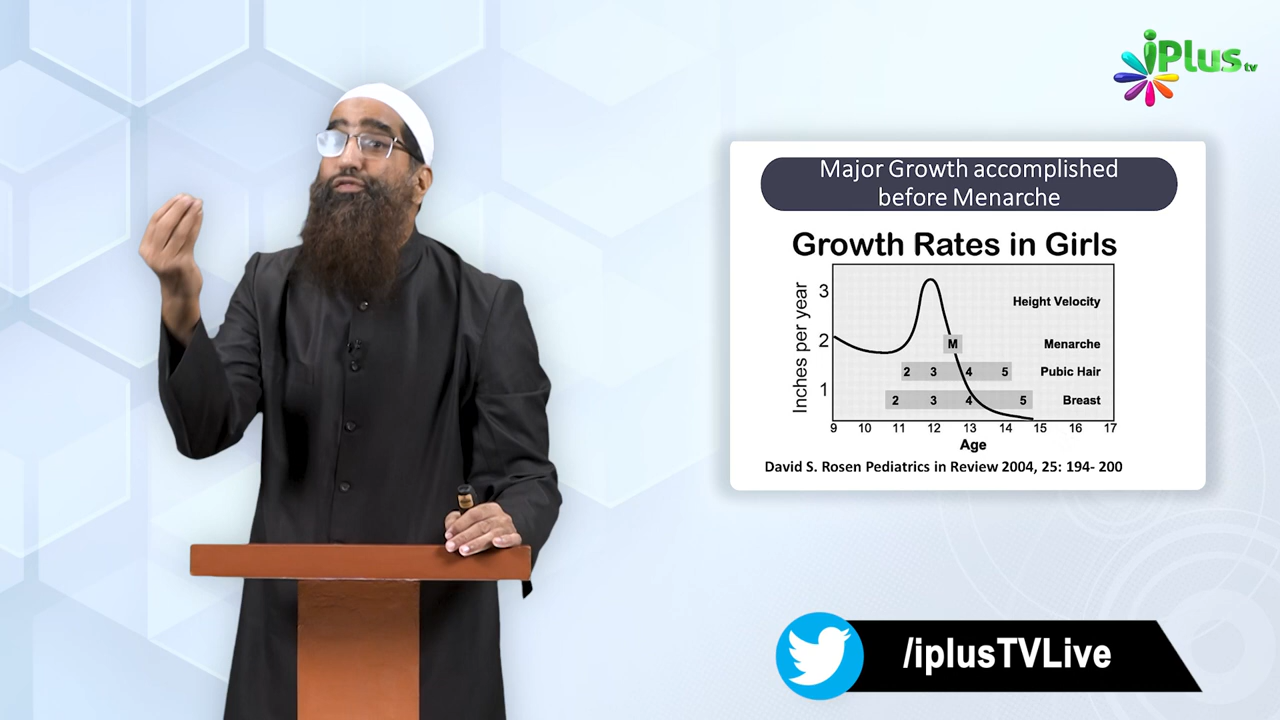 iPlus tv
Major Growth accomplished
before Menarche
Growth Rates in Girls
Inches per year
3
2
1
Height Velocity
M Menarche
2 3 4 5 Pubic Hair
2 3 4 5 Breast
9 10 11 12 13 14 15 16 17
Age
David S. Rosen Pediatrics in Review 2004, 25: 194- 200
/iplusTVLive